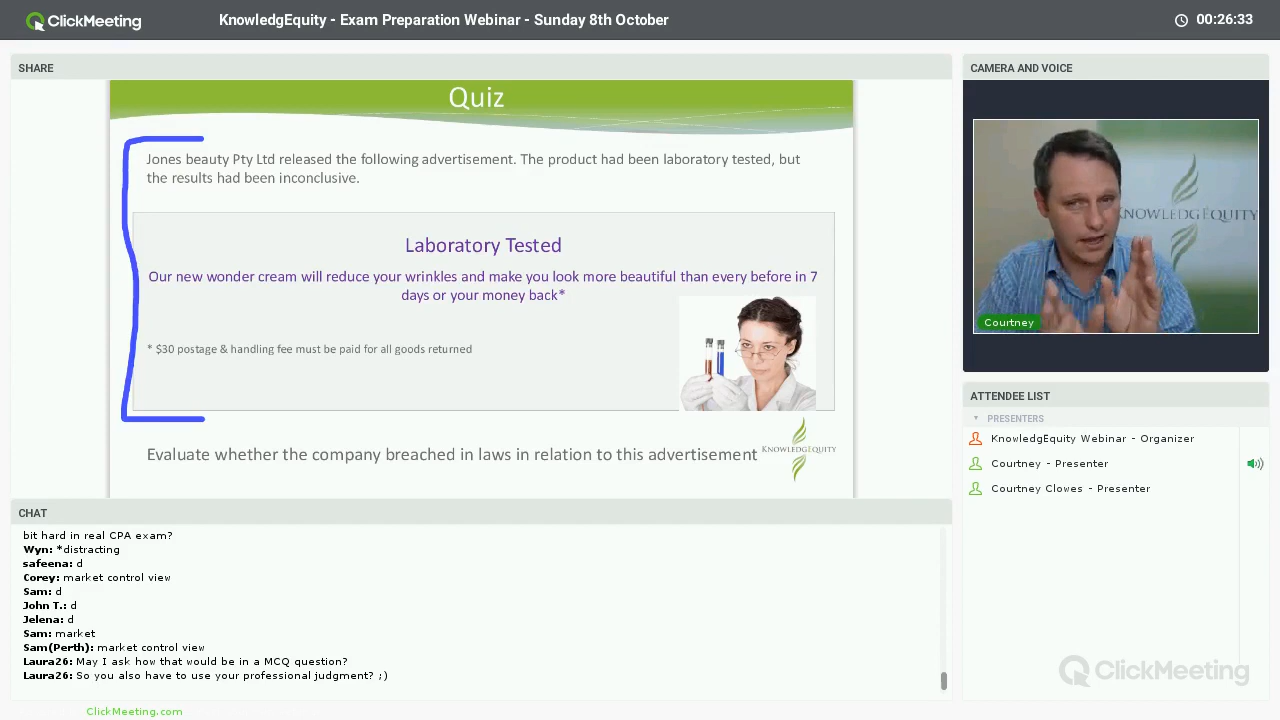 ClickMeeting
KnowledgEquity - Exam Preparation Webinar - Sunday 8th October
00:26:33
SHARE
Quiz
Jones beauty Pty Ltd released the following advertisement. The product had been laboratory tested, but
the results had been inconclusive.
Laboratory Tested
Our new wonder cream will reduce your wrinkles and make you look more beautiful than every before in 7
days or your money back*
* $30 postage & handling fee must be paid for all goods returned
Evaluate whether the company breached in laws in relation to this advertisement
KNOWLEDGEQUITY
CAMERA AND VOICE
KNOWLEDGEQUITY
Courtney
ATTENDEE LIST
PRESENTERS
KnowledgEquity Webinar - Organizer
Courtney - Presenter
Courtney Clowes - Presenter
CHAT
bit hard in real CPA exam?
Wyn: *distracting
safeena: d
Corey: market control view
Sam: d
John T.: d
Jelena: d
Sam: market
Sam(Perth): market control view
Laura26: May I ask how that would be in a MCQ question?
Laura26: So you also have to use your professional judgment? ;)
ClickMeeting
ClickMeeting.com